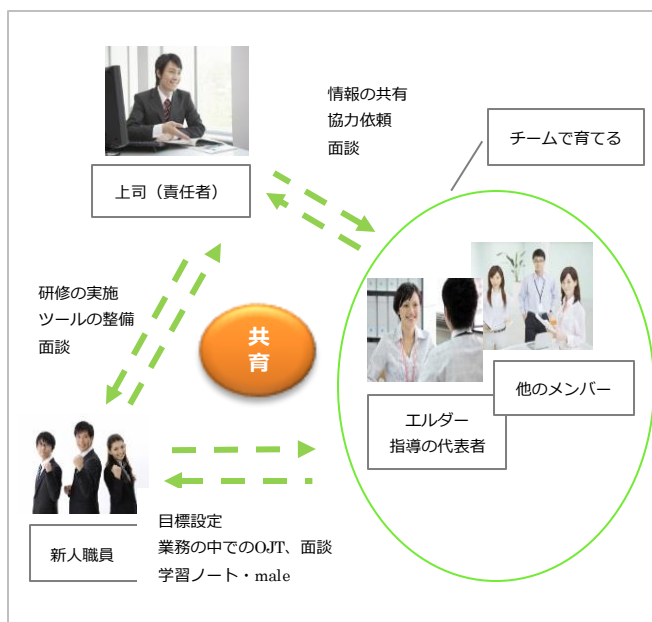 情報の共有
協力依頼
面談
チームで育てる
上司（責任者）
研修の実施
ツールの整備
面談
共
育
他のメンバー
エルダー
指導の代表者
新人職員
目標設定
業務の中でのOJT、面談
学習ノート・male